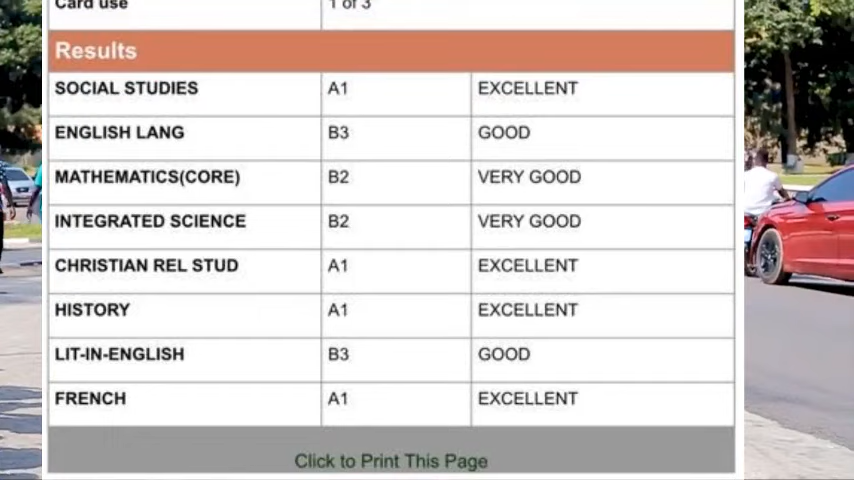 Card use 1 of 3
Results
SOCIAL STUDIES A1 EXCELLENT
ENGLISH LANG B3 GOOD
MATHEMATICS(CORE) B2 VERY GOOD
INTEGRATED SCIENCE B2 VERY GOOD
CHRISTIAN REL STUD A1 EXCELLENT
HISTORY A1 EXCELLENT
LIT-IN-ENGLISH B3 GOOD
FRENCH A1 EXCELLENT
Click to Print This Page